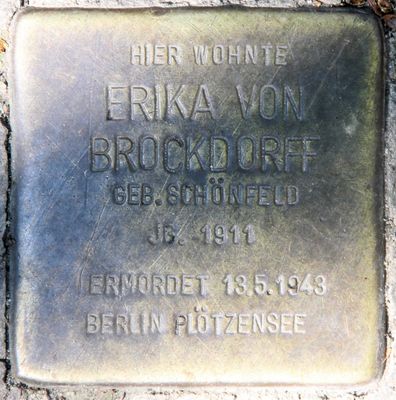 HIER WOHNTE
ERIKA VON
BROCKDORFF
GEB. SCHÖNFELD
JG. 1911
ERMORDET 13.5.1943
BERLIN PLÖTZENSEE